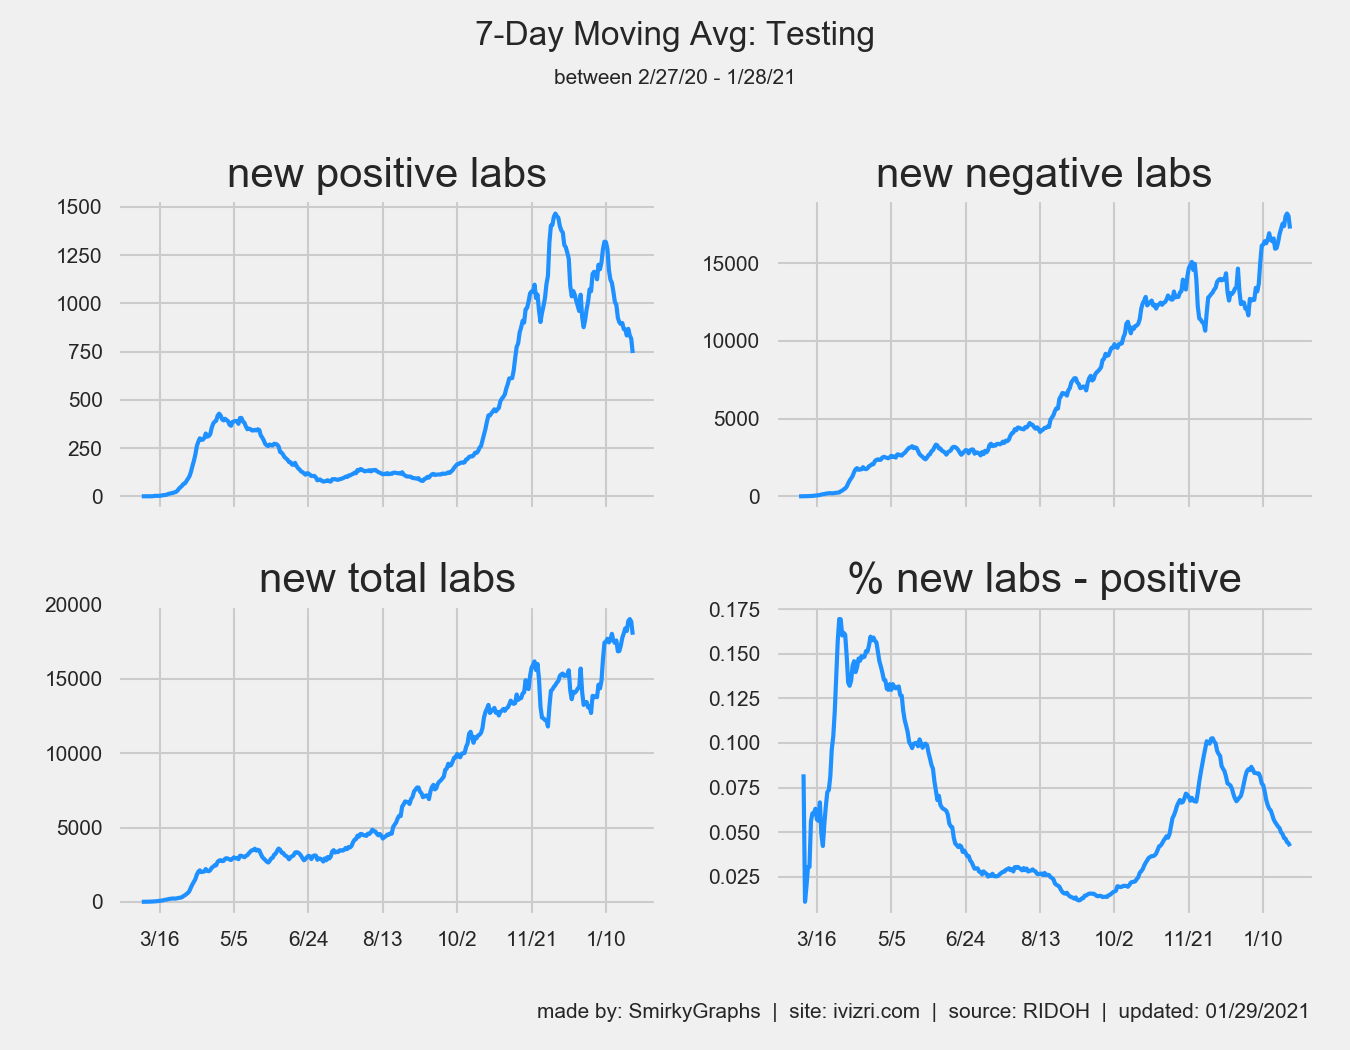 7-Day Moving Avg: Testing
between 2/27/20 - 1/28/21
new positive labs
1500
1250
1000
750
500
250
0
new negative labs
15000
10000
5000
0
new total labs
20000
15000
10000
5000
0
3/16 5/5 6/24 8/13 10/2 11/21 1/10
% new labs - positive
0.175
0.150
0.125
0.100
0.075
0.050
0.025
3/16 5/5 6/24 8/13 10/2 11/21 1/10
made by: SmirkyGraphs | site: ivizri.com | source: RIDOH | updated: 01/29/2021